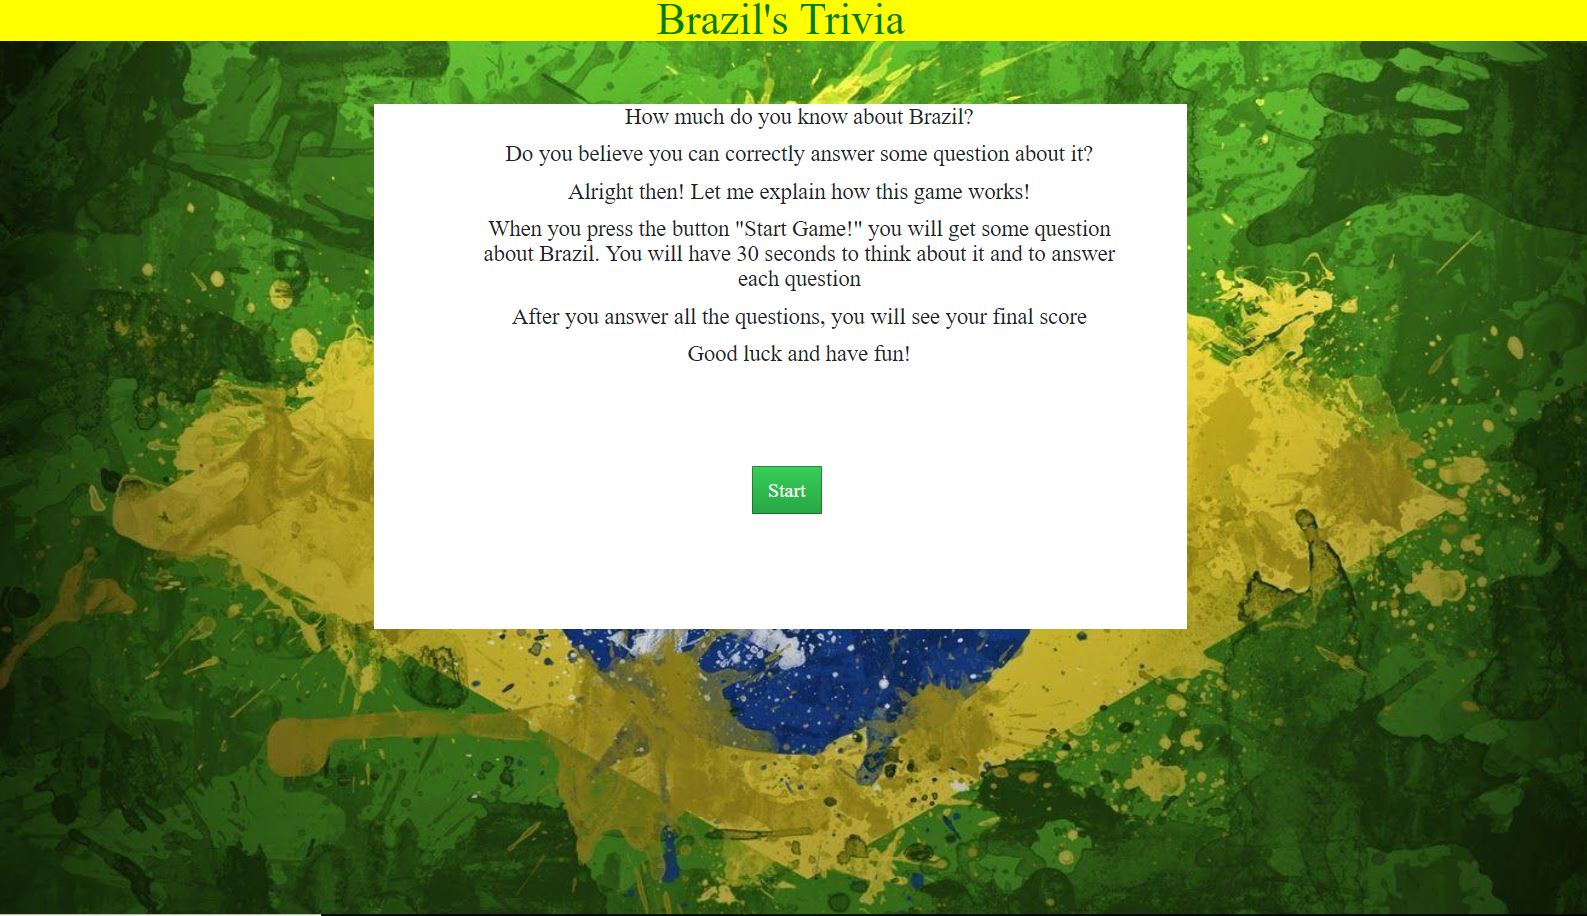 Brazil's Trivia
How much do you know about Brazil?
Do you believe you can correctly answer some question about it?
Alright then! Let me explain how this game works!
When you press the button "Start Game!" you will get some question
about Brazil. You will have 30 seconds to think about it and to answer
each question
After you answer all the questions, you will see your final score
Good luck and have fun!
Start